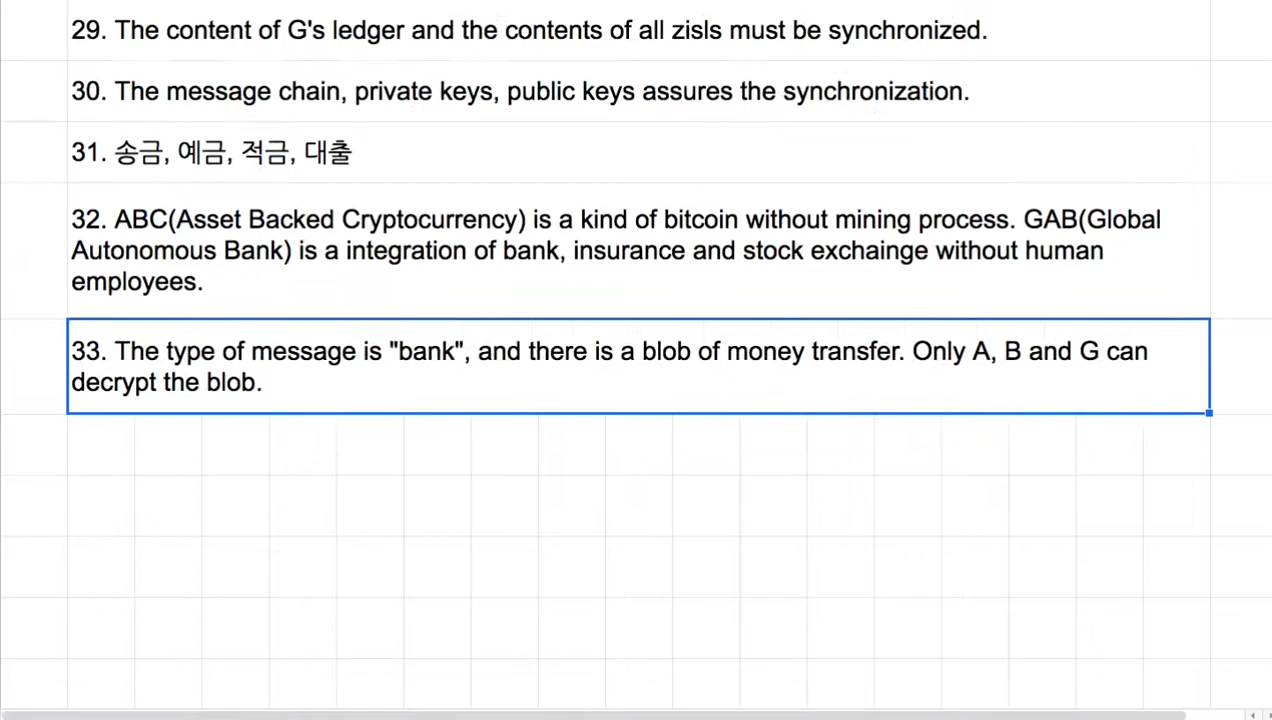 29. The content of G's ledger and the contents of all zisls must be synchronized.
30. The message chain, private keys, public keys assures the synchronization.
31. 송금, 예금, 적금, 대출
32. ABC(Asset Backed Cryptocurrency) is a kind of bitcoin without mining process. GAB(Global
Autonomous Bank) is a integration of bank, insurance and stock exchainge without human
employees.
33. The type of message is "bank", and there is a blob of money transfer. Only A, B and G can
decrypt the blob.